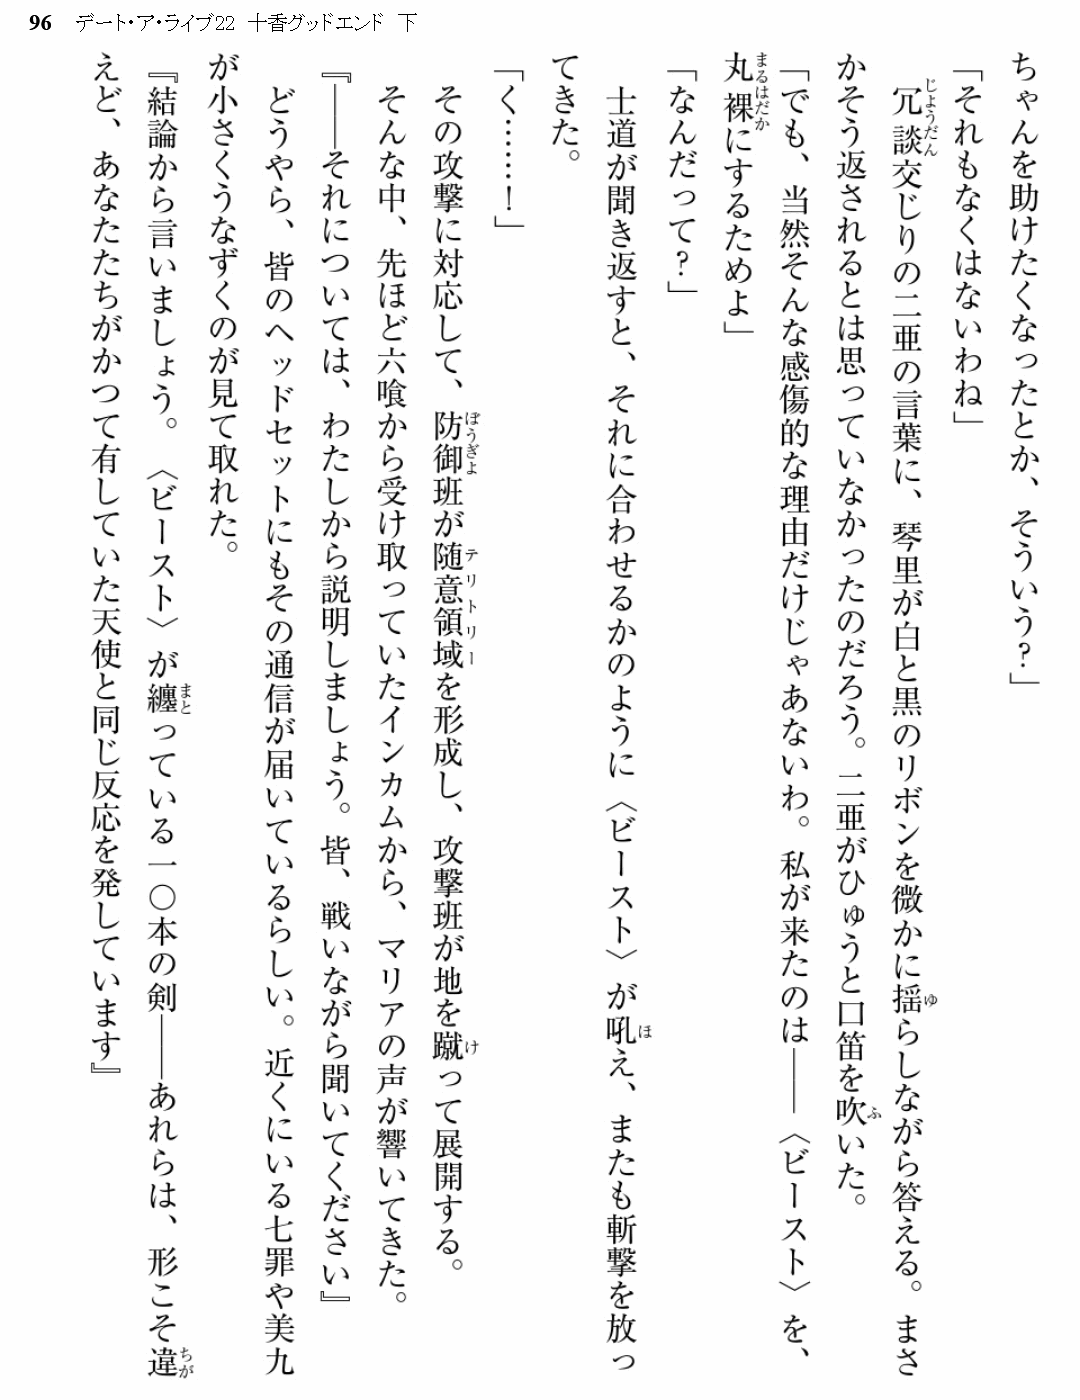 96 デート・ア・ライブ22 十香グッドエンド 下
ちゃんを助けたくなったとか、そういう?」
「それもなくはないわね」
　冗談交じりの二亜の言葉に、琴里が白と黒のリボンを微かに揺らしながら答える。まさ
かそう返されるとは思っていなかったのだろう。二亜がひゅうと口笛を吹いた。
「でも、当然そんな感傷的な理由だけじゃあないわ。私が来たのは――〈ビースト〉を、
丸裸にするためよ」
「なんだって?」
　士道が聞き返すと、それに合わせるかのように〈ビースト〉が吼え、またも斬撃を放っ
てきた。
「く……!」
　その攻撃に対応して、防御班が随意領域を形成し、攻撃班が地を蹴って展開する。
　そんな中、先ほど六喰から受け取っていたインカムから、マリアの声が響いてきた。
『――それについては、わたしから説明しましょう。皆、戦いながら聞いてください』
　どうやら、皆のヘッドセットにもその通信が届いているらしい。近くにいる七罪や美九
が小さくうなずくのが見て取れた。
『結論から言いましょう。〈ビースト〉が纏っている一〇本の剣――あれらは、形こそ違
えど、あなたたちがかつて有していた天使と同じ反応を発しています』